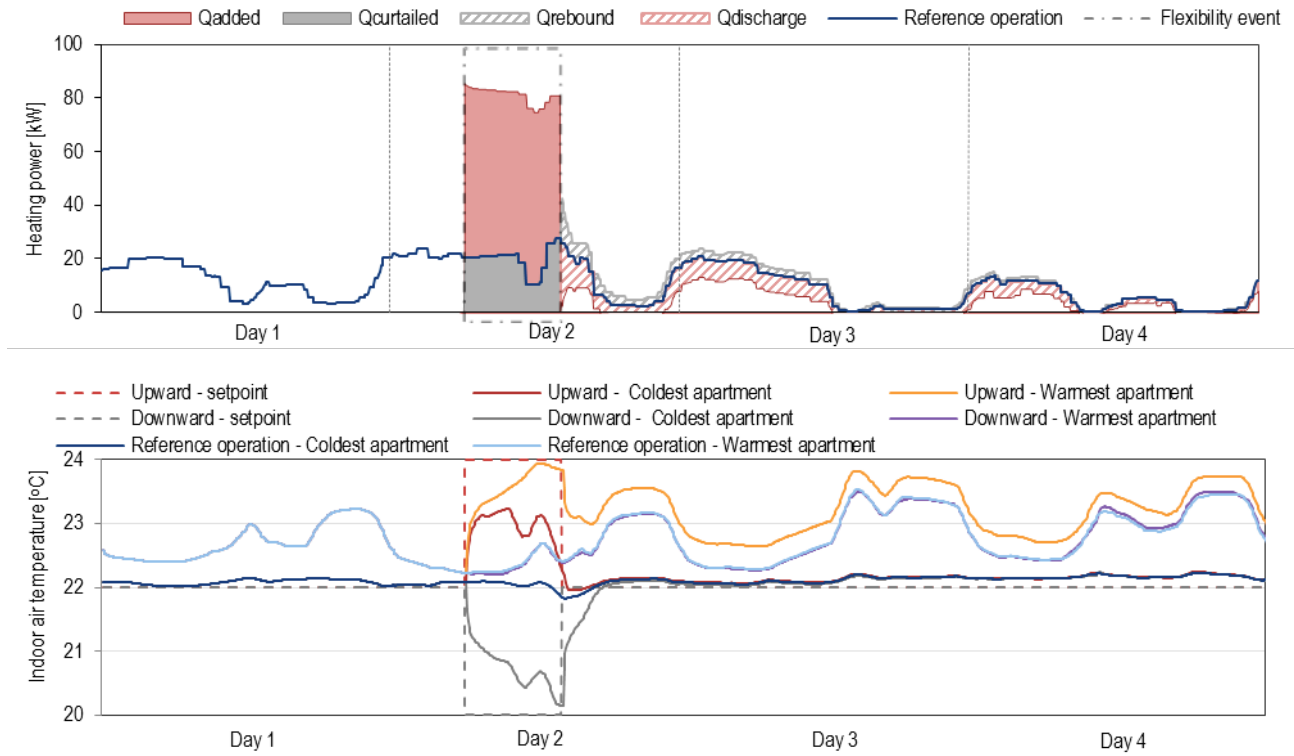 Qadded Qcurtailed Qrebound Qdischarge Reference operation Flexibility event
100
80
60
40
20
0
Heating power [kW]
Day 1 Day 2 Day 3 Day 4
Upward - setpoint Upward - Coldest apartment Upward - Warmest apartment
Downward - setpoint Downward - Coldest apartment Downward - Warmest apartment
Reference operation - Coldest apartment Reference operation - Warmest apartment
24
23
22
21
20
Indoor air temperature [ºC]
Day 1 Day 2 Day 3 Day 4